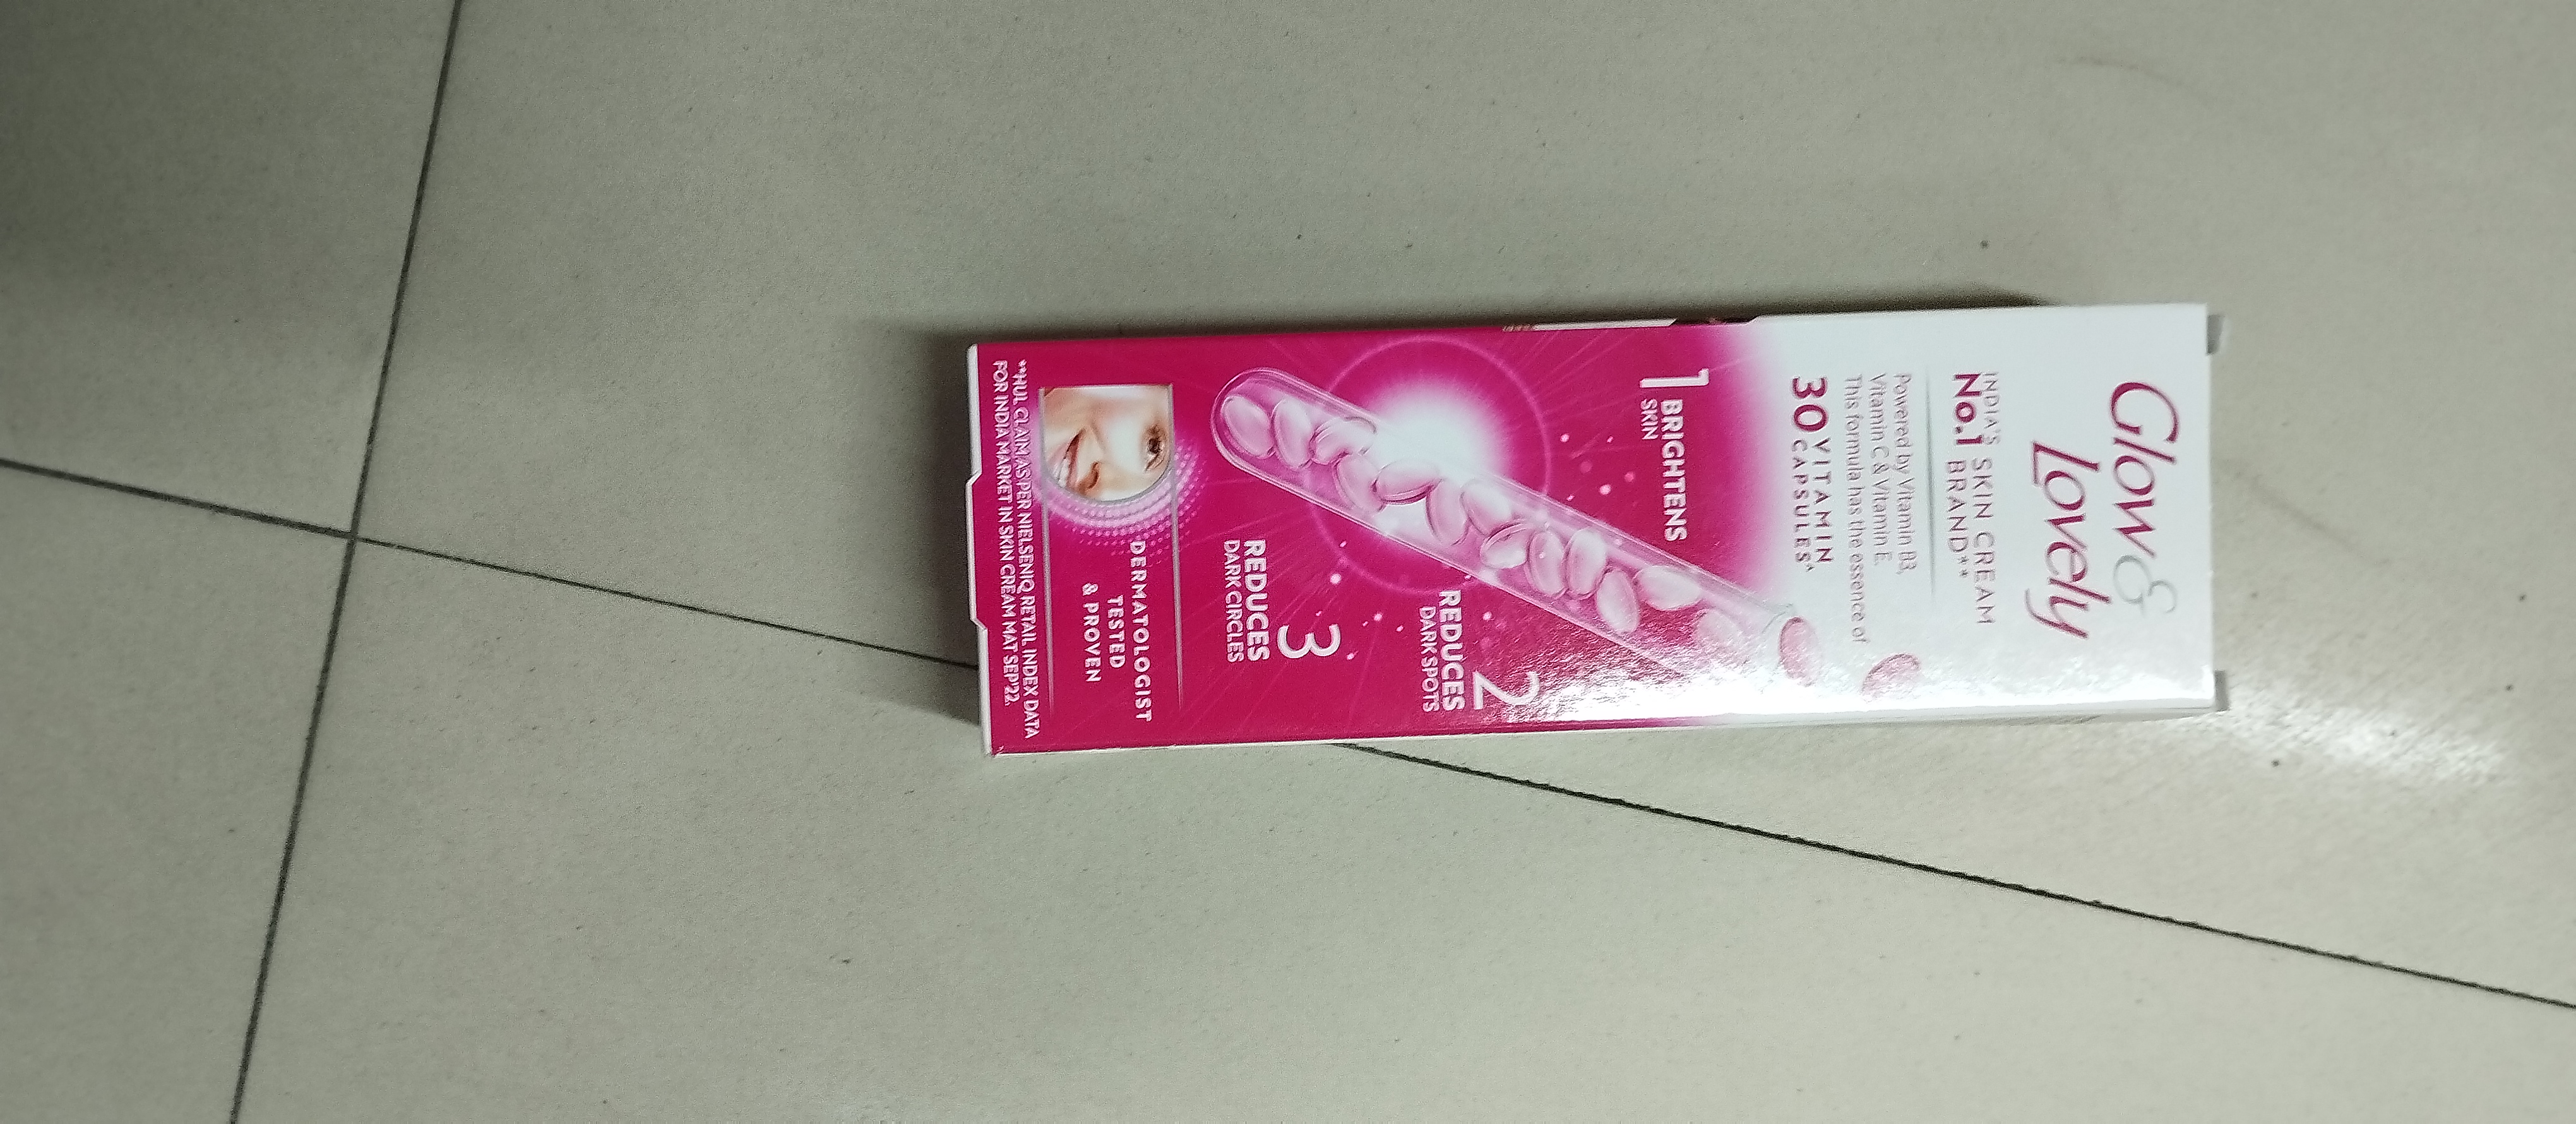 Glow &
Lovely
INDIA'S SKIN CREAM
No.1 BRAND**
Powered by Vitamin B3,
Vitamin C & Vitamin E.
This formula has the essence of
30 VITAMIN
CAPSULES^
1 BRIGHTENS
SKIN
2
REDUCES
DARK SPOTS
3
REDUCES
DARK CIRCLES
DERMATOLOGIST
TESTED
& PROVEN
**HUL CLAIM AS PER NIELSENIQ RETAIL INDEX DATA
FOR INDIA MARKET IN SKIN CREAM MAT SEP'22.